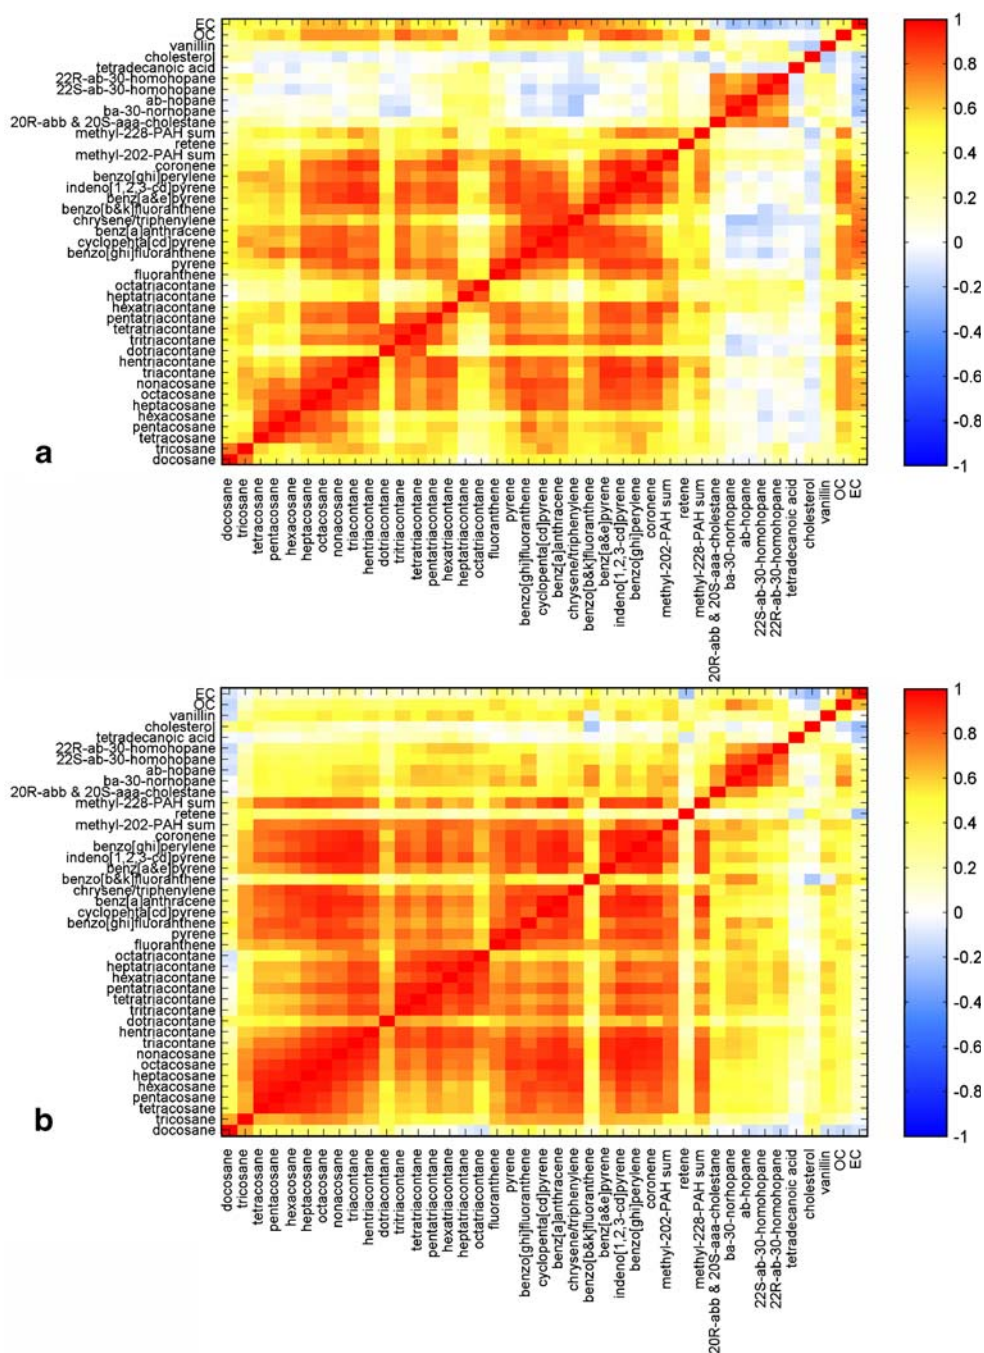 EC
OC
vanillin
cholesterol
tetradecanoic acid
22R-ab-30-homohopane
22S-ab-30-homohopane
ab-hopane
ba-30-norhopane
20R-abb & 20S-aaa-cholestane
methyl-228-PAH sum
retene
methyl-202-PAH sum
coronene
benzo[ghi]perylene
indeno[1,2,3-cd]pyrene
benz[a&e]pyrene
benzo[b&k]fluoranthene
chrysene/triphenylene
benz[a]anthracene
cyclopenta[cd]pyrene
benzo[ghi]fluoranthene
pyrene
fluoranthene
octatriacontane
heptatriacontane
hexatriacontane
pentatriacontane
tetratriacontane
tritriacontane
dotriacontane
hentriacontane
triacontane
nonacosane
octacosane
heptacosane
hexacosane
pentacosane
tetracosane
tricosane
docosane
a
1
0.8
0.6
0.4
0.2
0
-0.2
-0.4
-0.6
-0.8
-1
docosane
tricosane
tetracosane
pentacosane
hexacosane
heptacosane
octacosane
nonacosane
triacontane
hentriacontane
dotriacontane
tritriacontane
tetratriacontane
pentatriacontane
hexatriacontane
heptatriacontane
octatriacontane
fluoranthene
pyrene
benzo[ghi]fluoranthene
cyclopenta[cd]pyrene
benz[a]anthracene
chrysene/triphenylene
benzo[b&k]fluoranthene
benz[a&e]pyrene
indeno[1,2,3-cd]pyrene
benzo[ghi]perylene
coronene
methyl-202-PAH sum
retene
methyl-228-PAH sum
20R-abb & 20S-aaa-cholestane
ba-30-norhopane
ab-hopane
22S-ab-30-homohopane
22R-ab-30-homohopane
tetradecanoic acid
cholesterol
vanillin
OC
EC
EC
OC
vanillin
cholesterol
tetradecanoic acid
22R-ab-30-homohopane
22S-ab-30-homohopane
ab-hopane
ba-30-norhopane
20R-abb & 20S-aaa-cholestane
methyl-228-PAH sum
retene
methyl-202-PAH sum
coronene
benzo[ghi]perylene
indeno[1,2,3-cd]pyrene
benz[a&e]pyrene
benzo[b&k]fluoranthene
chrysene/triphenylene
benz[a]anthracene
cyclopenta[cd]pyrene
benzo[ghi]fluoranthene
pyrene
fluoranthene
octatriacontane
heptatriacontane
hexatriacontane
pentatriacontane
tetratriacontane
tritriacontane
dotriacontane
hentriacontane
triacontane
nonacosane
octacosane
heptacosane
hexacosane
pentacosane
tetracosane
tricosane
docosane
b
1
0.8
0.6
0.4
0.2
0
-0.2
-0.4
-0.6
-0.8
-1
docosane
tricosane
tetracosane
pentacosane
hexacosane
heptacosane
octacosane
nonacosane
triacontane
hentriacontane
dotriacontane
tritriacontane
tetratriacontane
pentatriacontane
hexatriacontane
heptatriacontane
octatriacontane
fluoranthene
pyrene
benzo[ghi]fluoranthene
cyclopenta[cd]pyrene
benz[a]anthracene
chrysene/triphenylene
benzo[b&k]fluoranthene
benz[a&e]pyrene
indeno[1,2,3-cd]pyrene
benzo[ghi]perylene
coronene
methyl-202-PAH sum
retene
methyl-228-PAH sum
20R-abb & 20S-aaa-cholestane
ba-30-norhopane
ab-hopane
22S-ab-30-homohopane
22R-ab-30-homohopane
tetradecanoic acid
cholesterol
vanillin
OC
EC